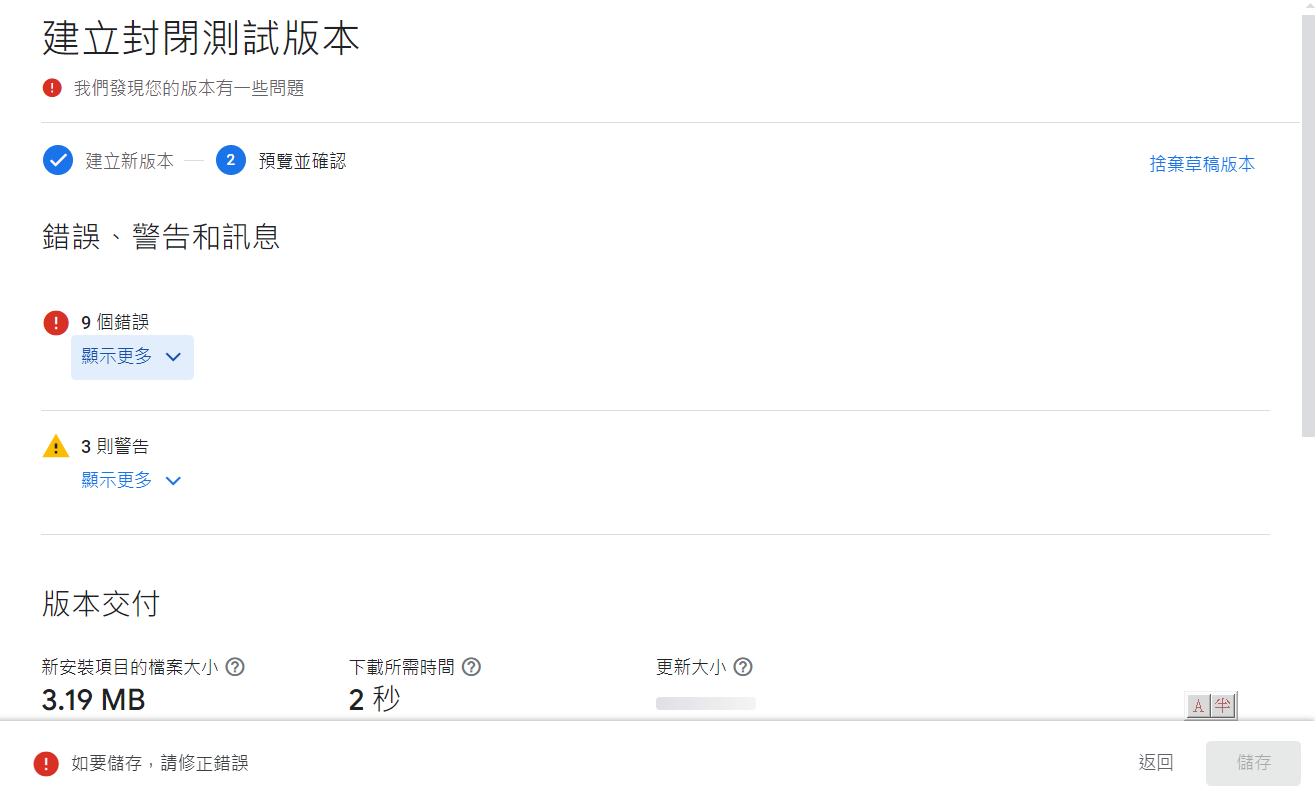 建立封閉測試版本
我們發現您的版本有一些問題
建立新版本
2 預覽並確認
捨棄草稿版本
錯誤、警告和訊息
9 個錯誤
顯示更多
3 則警告
顯示更多
版本交付
新安裝項目的檔案大小
3.19 MB
下載所需時間
2 秒
更新大小
A 半
如要儲存，請修正錯誤
返回
儲存